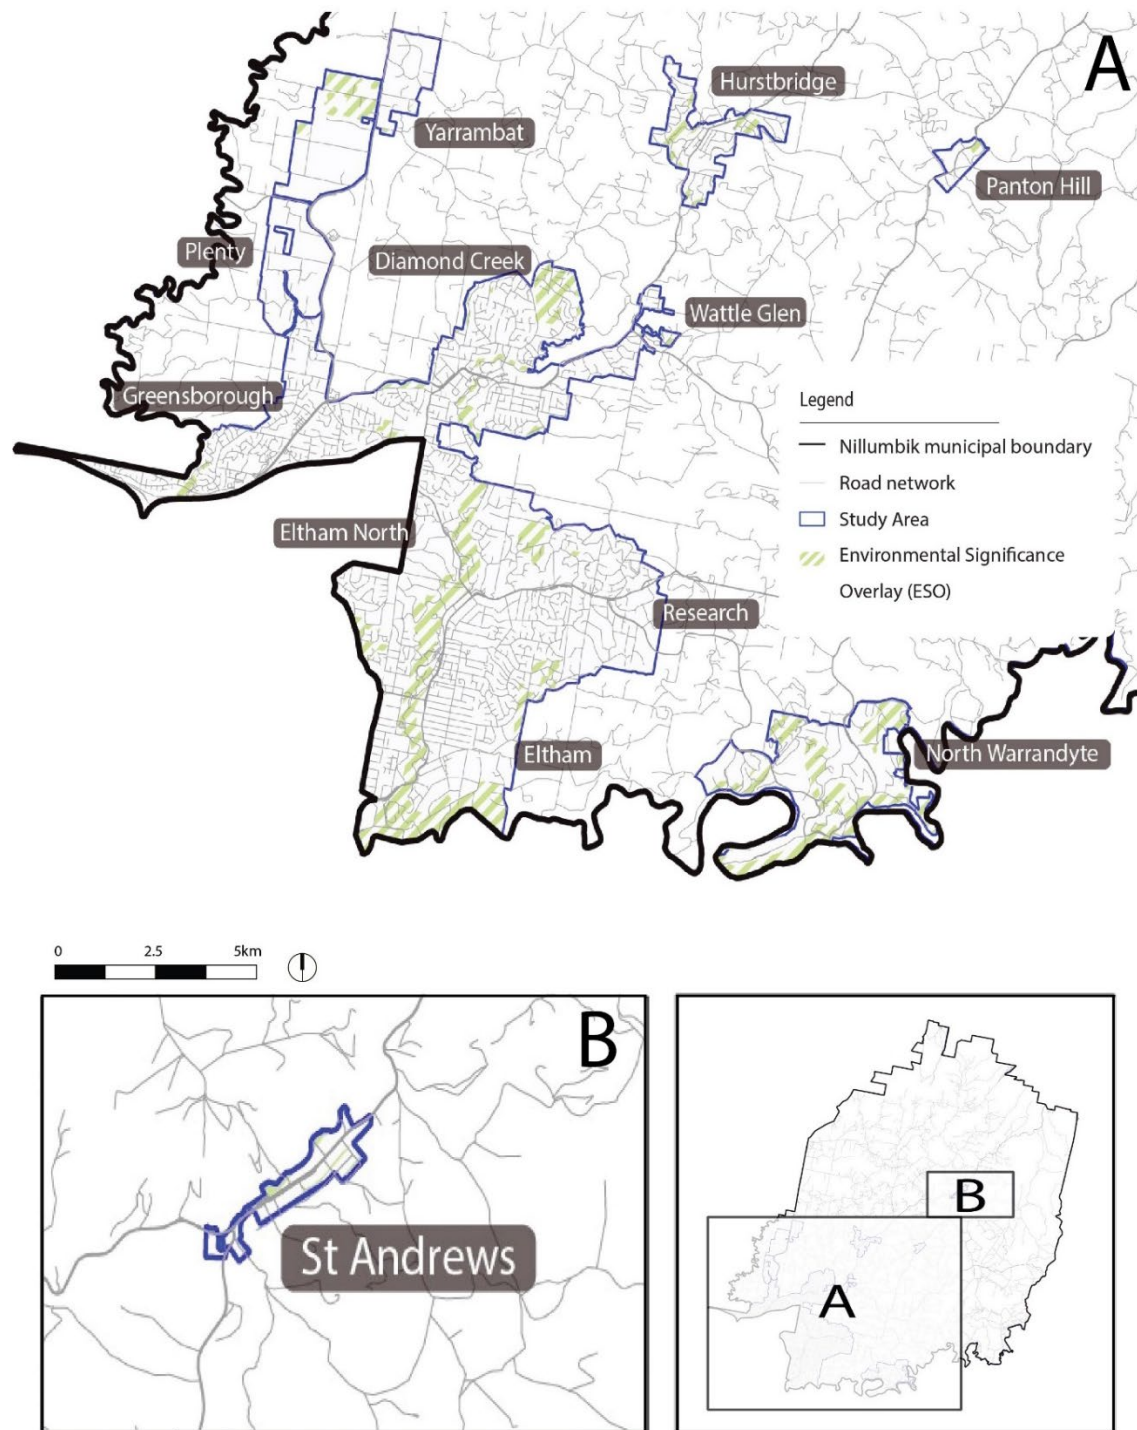 A
Hurstbridge
Yarrambat
Panton Hill
Plenty
Diamond Creek
Wattle Glen
Greensborough
Legend
Nillumbik municipal boundary
Road network
Study Area
Environmental Significance
Overlay (ESO)
Eltham North
Research
Eltham
North Warrandyte
0 2.5 5km
B
St Andrews
B
A